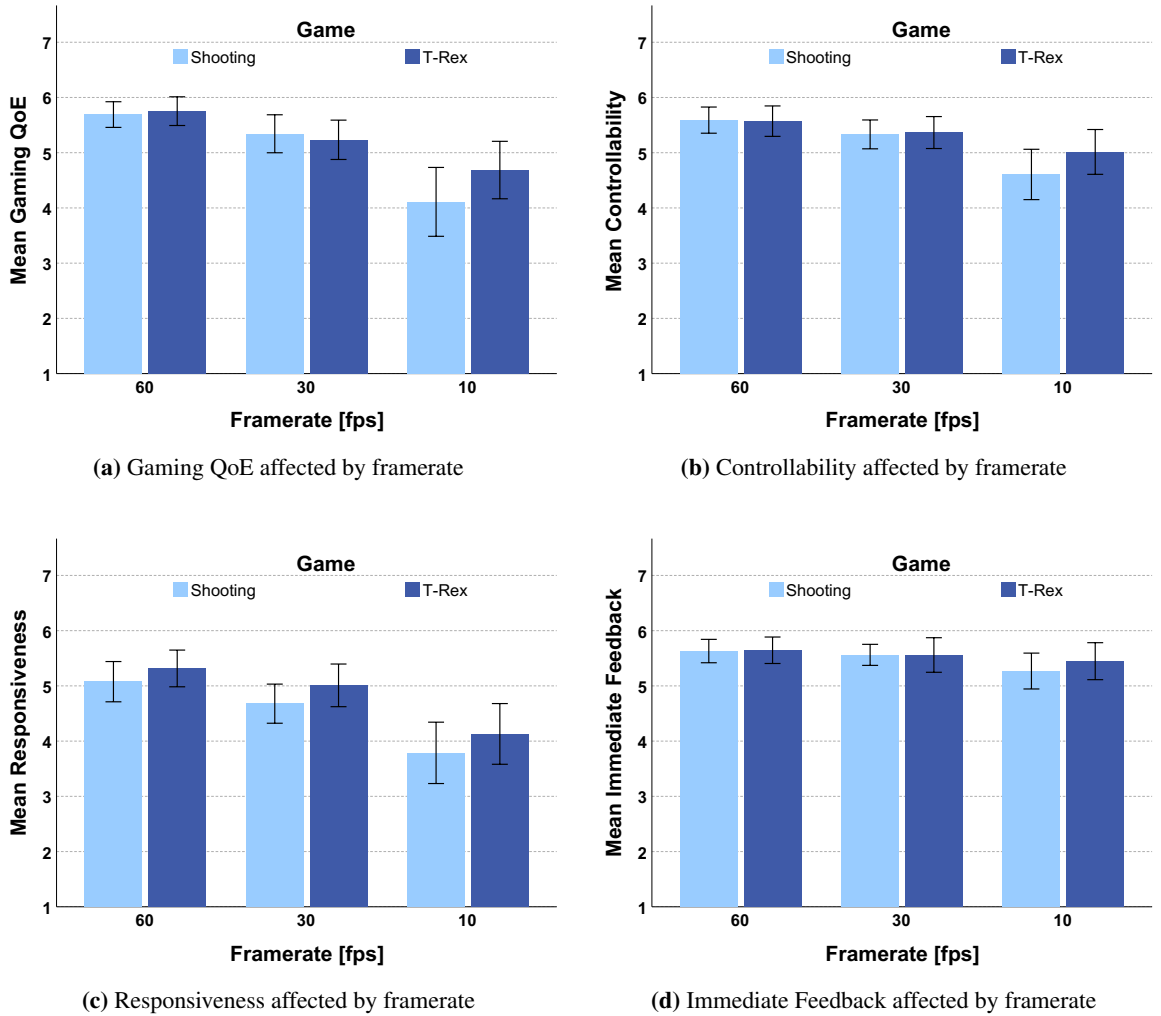 Game
Shooting T-Rex
7
6
5
4
3
2
1
Mean Gaming QoE
60 30 10
Framerate [fps]
(a) Gaming QoE affected by framerate
Game
Shooting T-Rex
7
6
5
4
3
2
1
Mean Controllability
60 30 10
Framerate [fps]
(b) Controllability affected by framerate
Game
Shooting T-Rex
7
6
5
4
3
2
1
Mean Responsiveness
60 30 10
Framerate [fps]
(c) Responsiveness affected by framerate
Game
Shooting T-Rex
7
6
5
4
3
2
1
Mean Immediate Feedback
60 30 10
Framerate [fps]
(d) Immediate Feedback affected by framerate